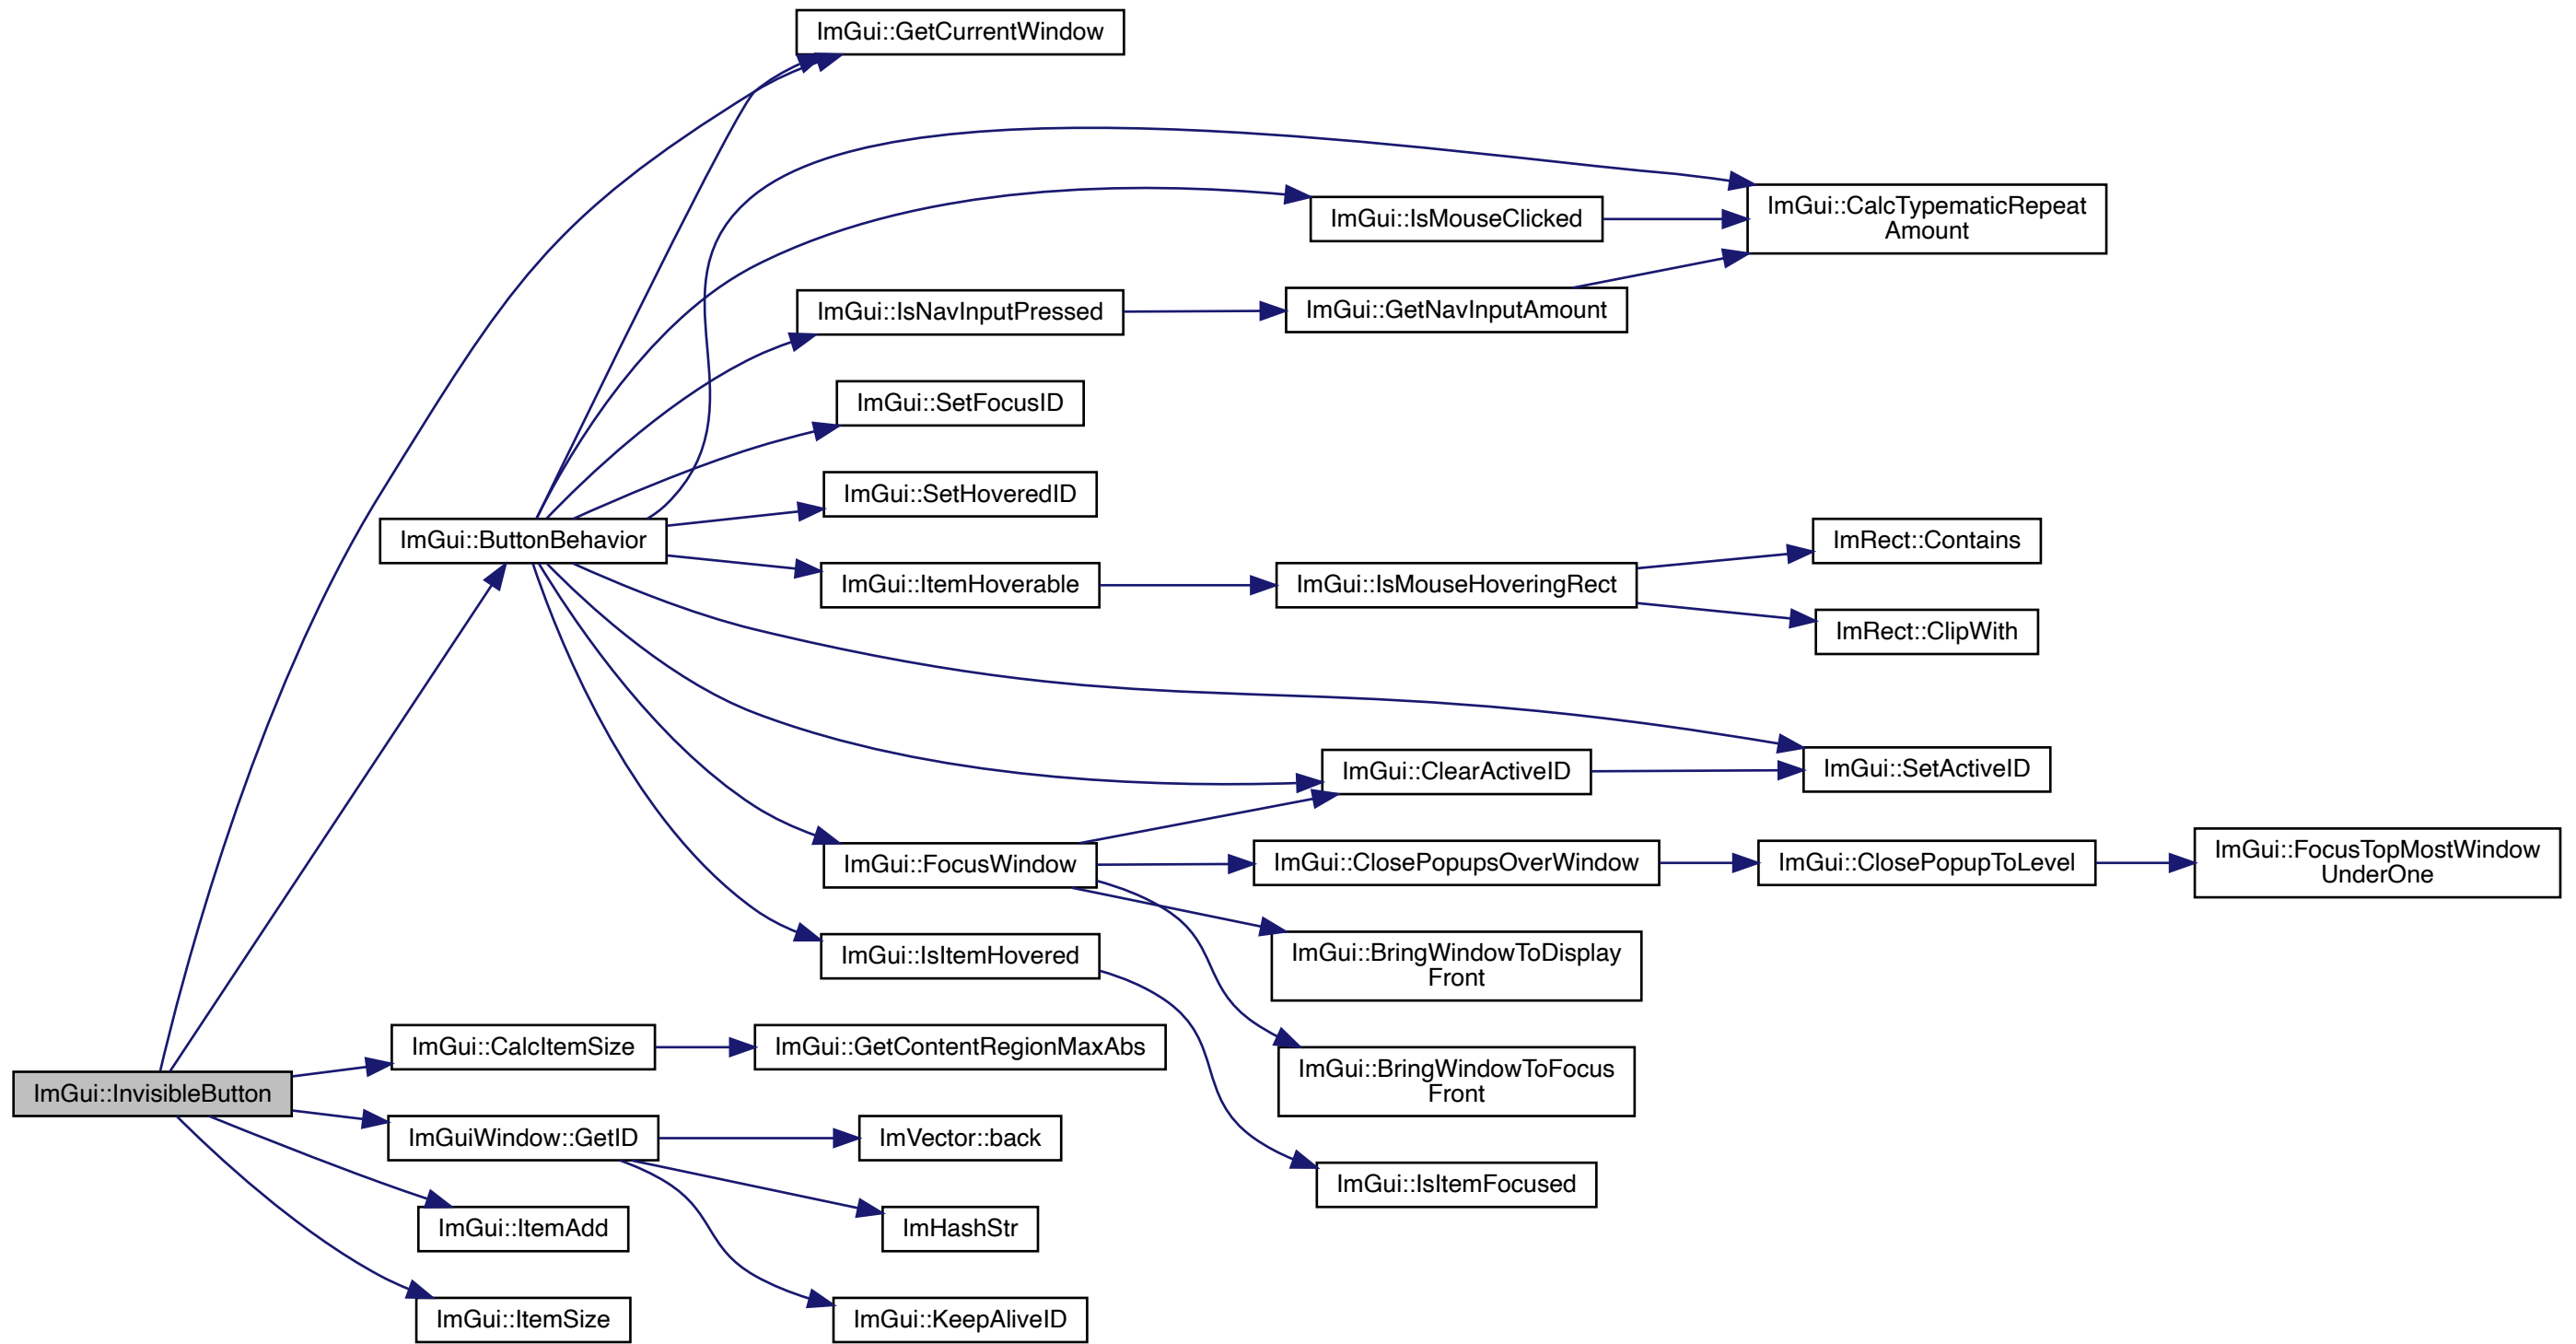 ImGui::GetCurrentWindow
ImGui::CalcTypematicRepeat
Amount
ImGui::IsMouseClicked
ImGui::IsNavInputPressed
ImGui::GetNavInputAmount
ImGui::SetFocusID
ImGui::SetHoveredID
ImGui::ButtonBehavior
ImRect::Contains
ImGui::ItemHoverable
ImGui::IsMouseHoveringRect
ImRect::ClipWith
ImGui::ClearActiveID
ImGui::SetActiveID
ImGui::FocusWindow
ImGui::ClosePopupsOverWindow
ImGui::ClosePopupToLevel
ImGui::FocusTopMostWindow
UnderOne
ImGui::IsItemHovered
ImGui::BringWindowToDisplay
Front
ImGui::CalcItemSize
ImGui::GetContentRegionMaxAbs
ImGui::BringWindowToFocus
Front
ImGui::InvisibleButton
ImGuiWindow::GetID
ImVector::back
ImGui::IsItemFocused
ImGui::ItemAdd
ImHashStr
ImGui::ItemSize
ImGui::KeepAliveID